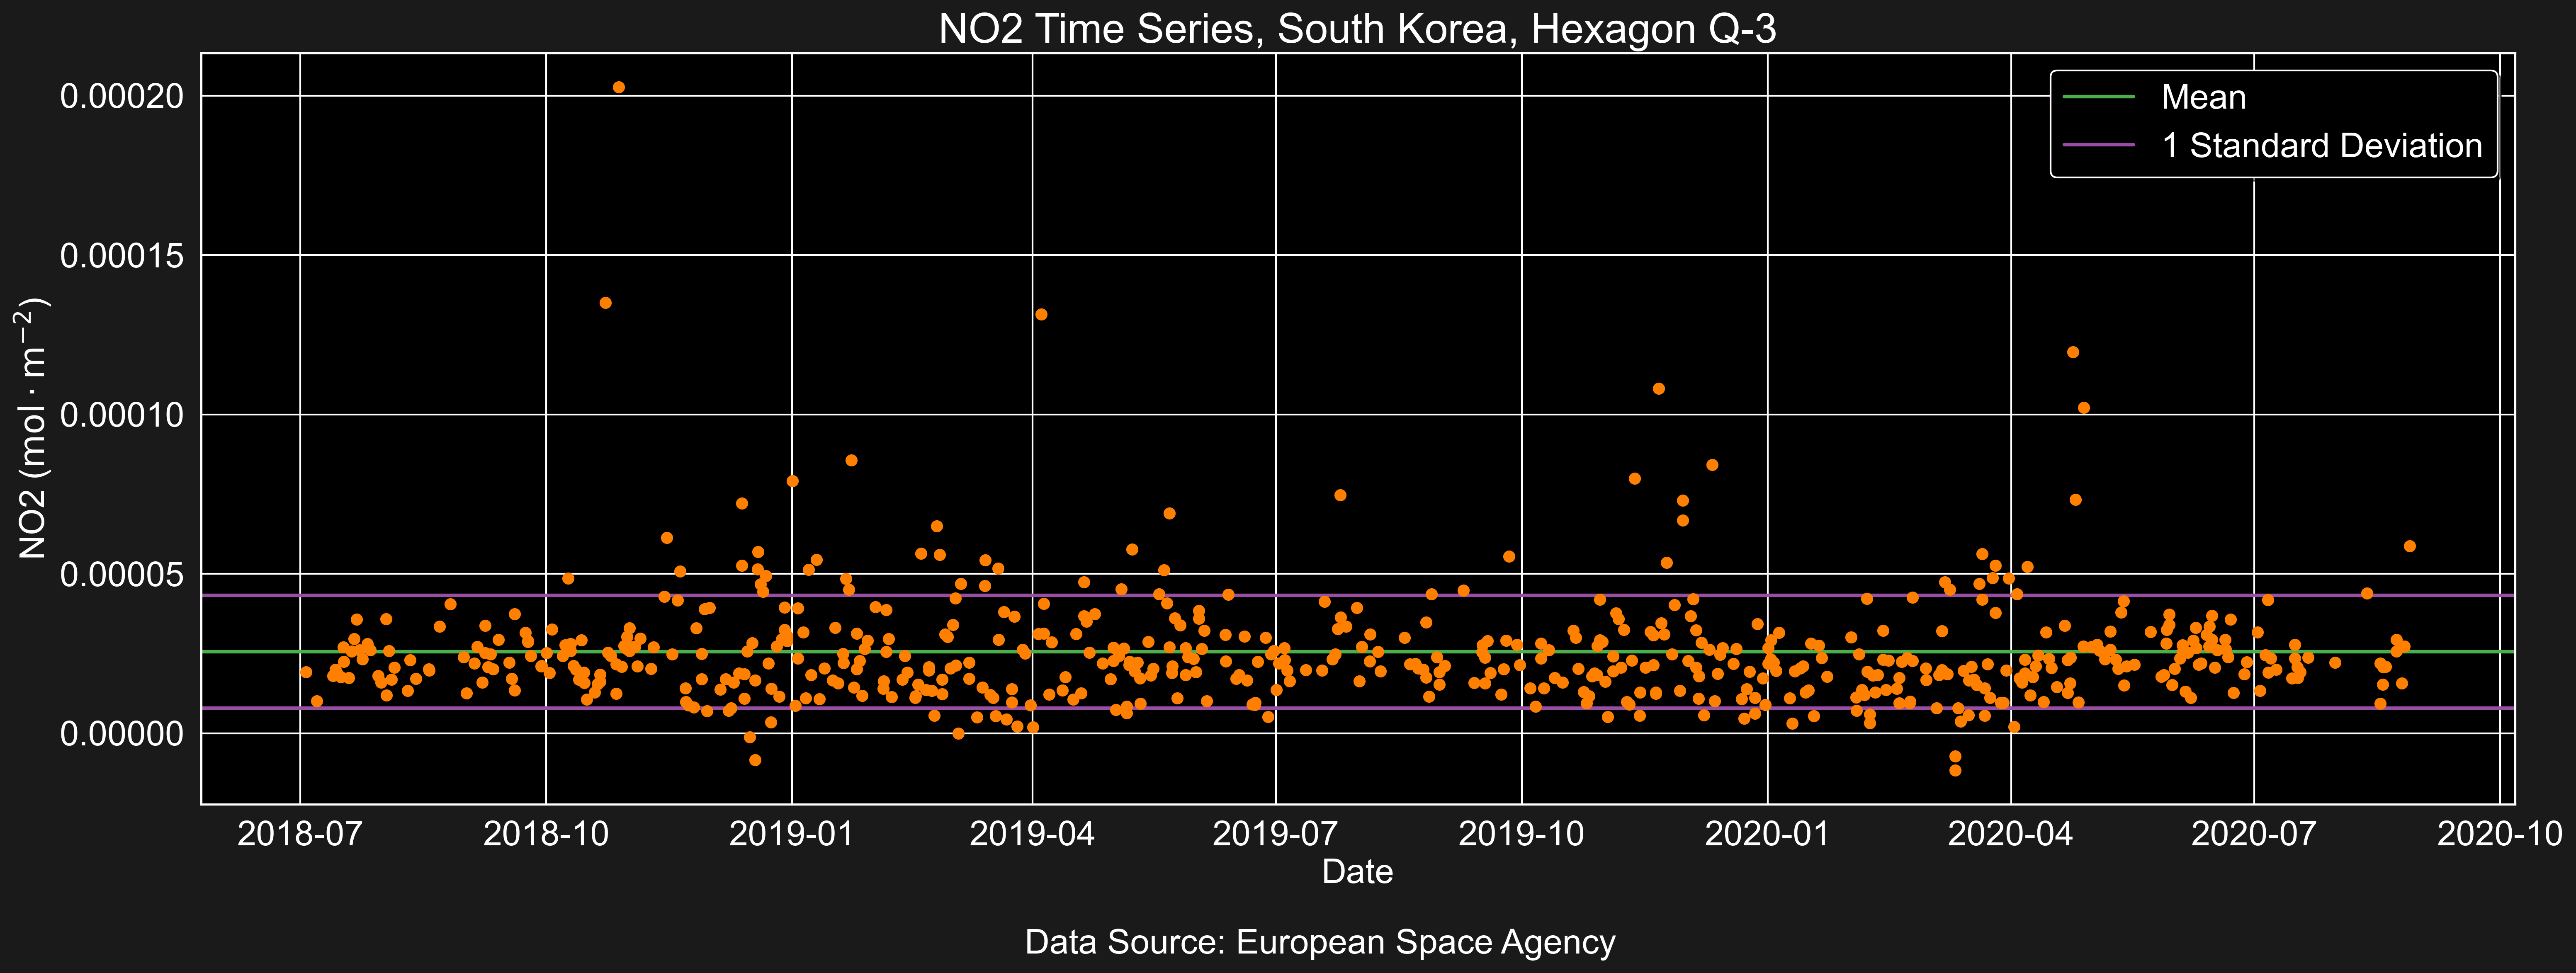 NO2 Time Series, South Korea, Hexagon Q-3
Mean
1 Standard Deviation
NO2 (mol · m⁻²)
0.00020
0.00015
0.00010
0.00005
0.00000
2018-07 2018-10 2019-01 2019-04 2019-07 2019-10 2020-01 2020-04 2020-07 2020-10
Date
Data Source: European Space Agency